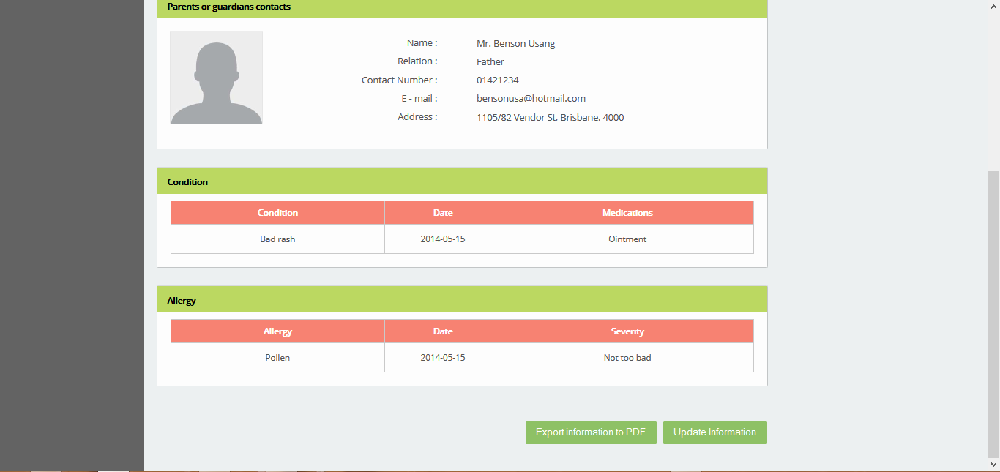 Parents or guardians contacts
Name : Mr. Benson Usang
Relation : Father
Contact Number : 01421234
E - mail : bensonusa@hotmail.com
Address : 1105/82 Vendor St, Brisbane, 4000
Condition
Condition Date Medications
Bad rash 2014-05-15 Ointment
Allergy
Allergy Date Severity
Pollen 2014-05-15 Not too bad
Export information to PDF Update Information